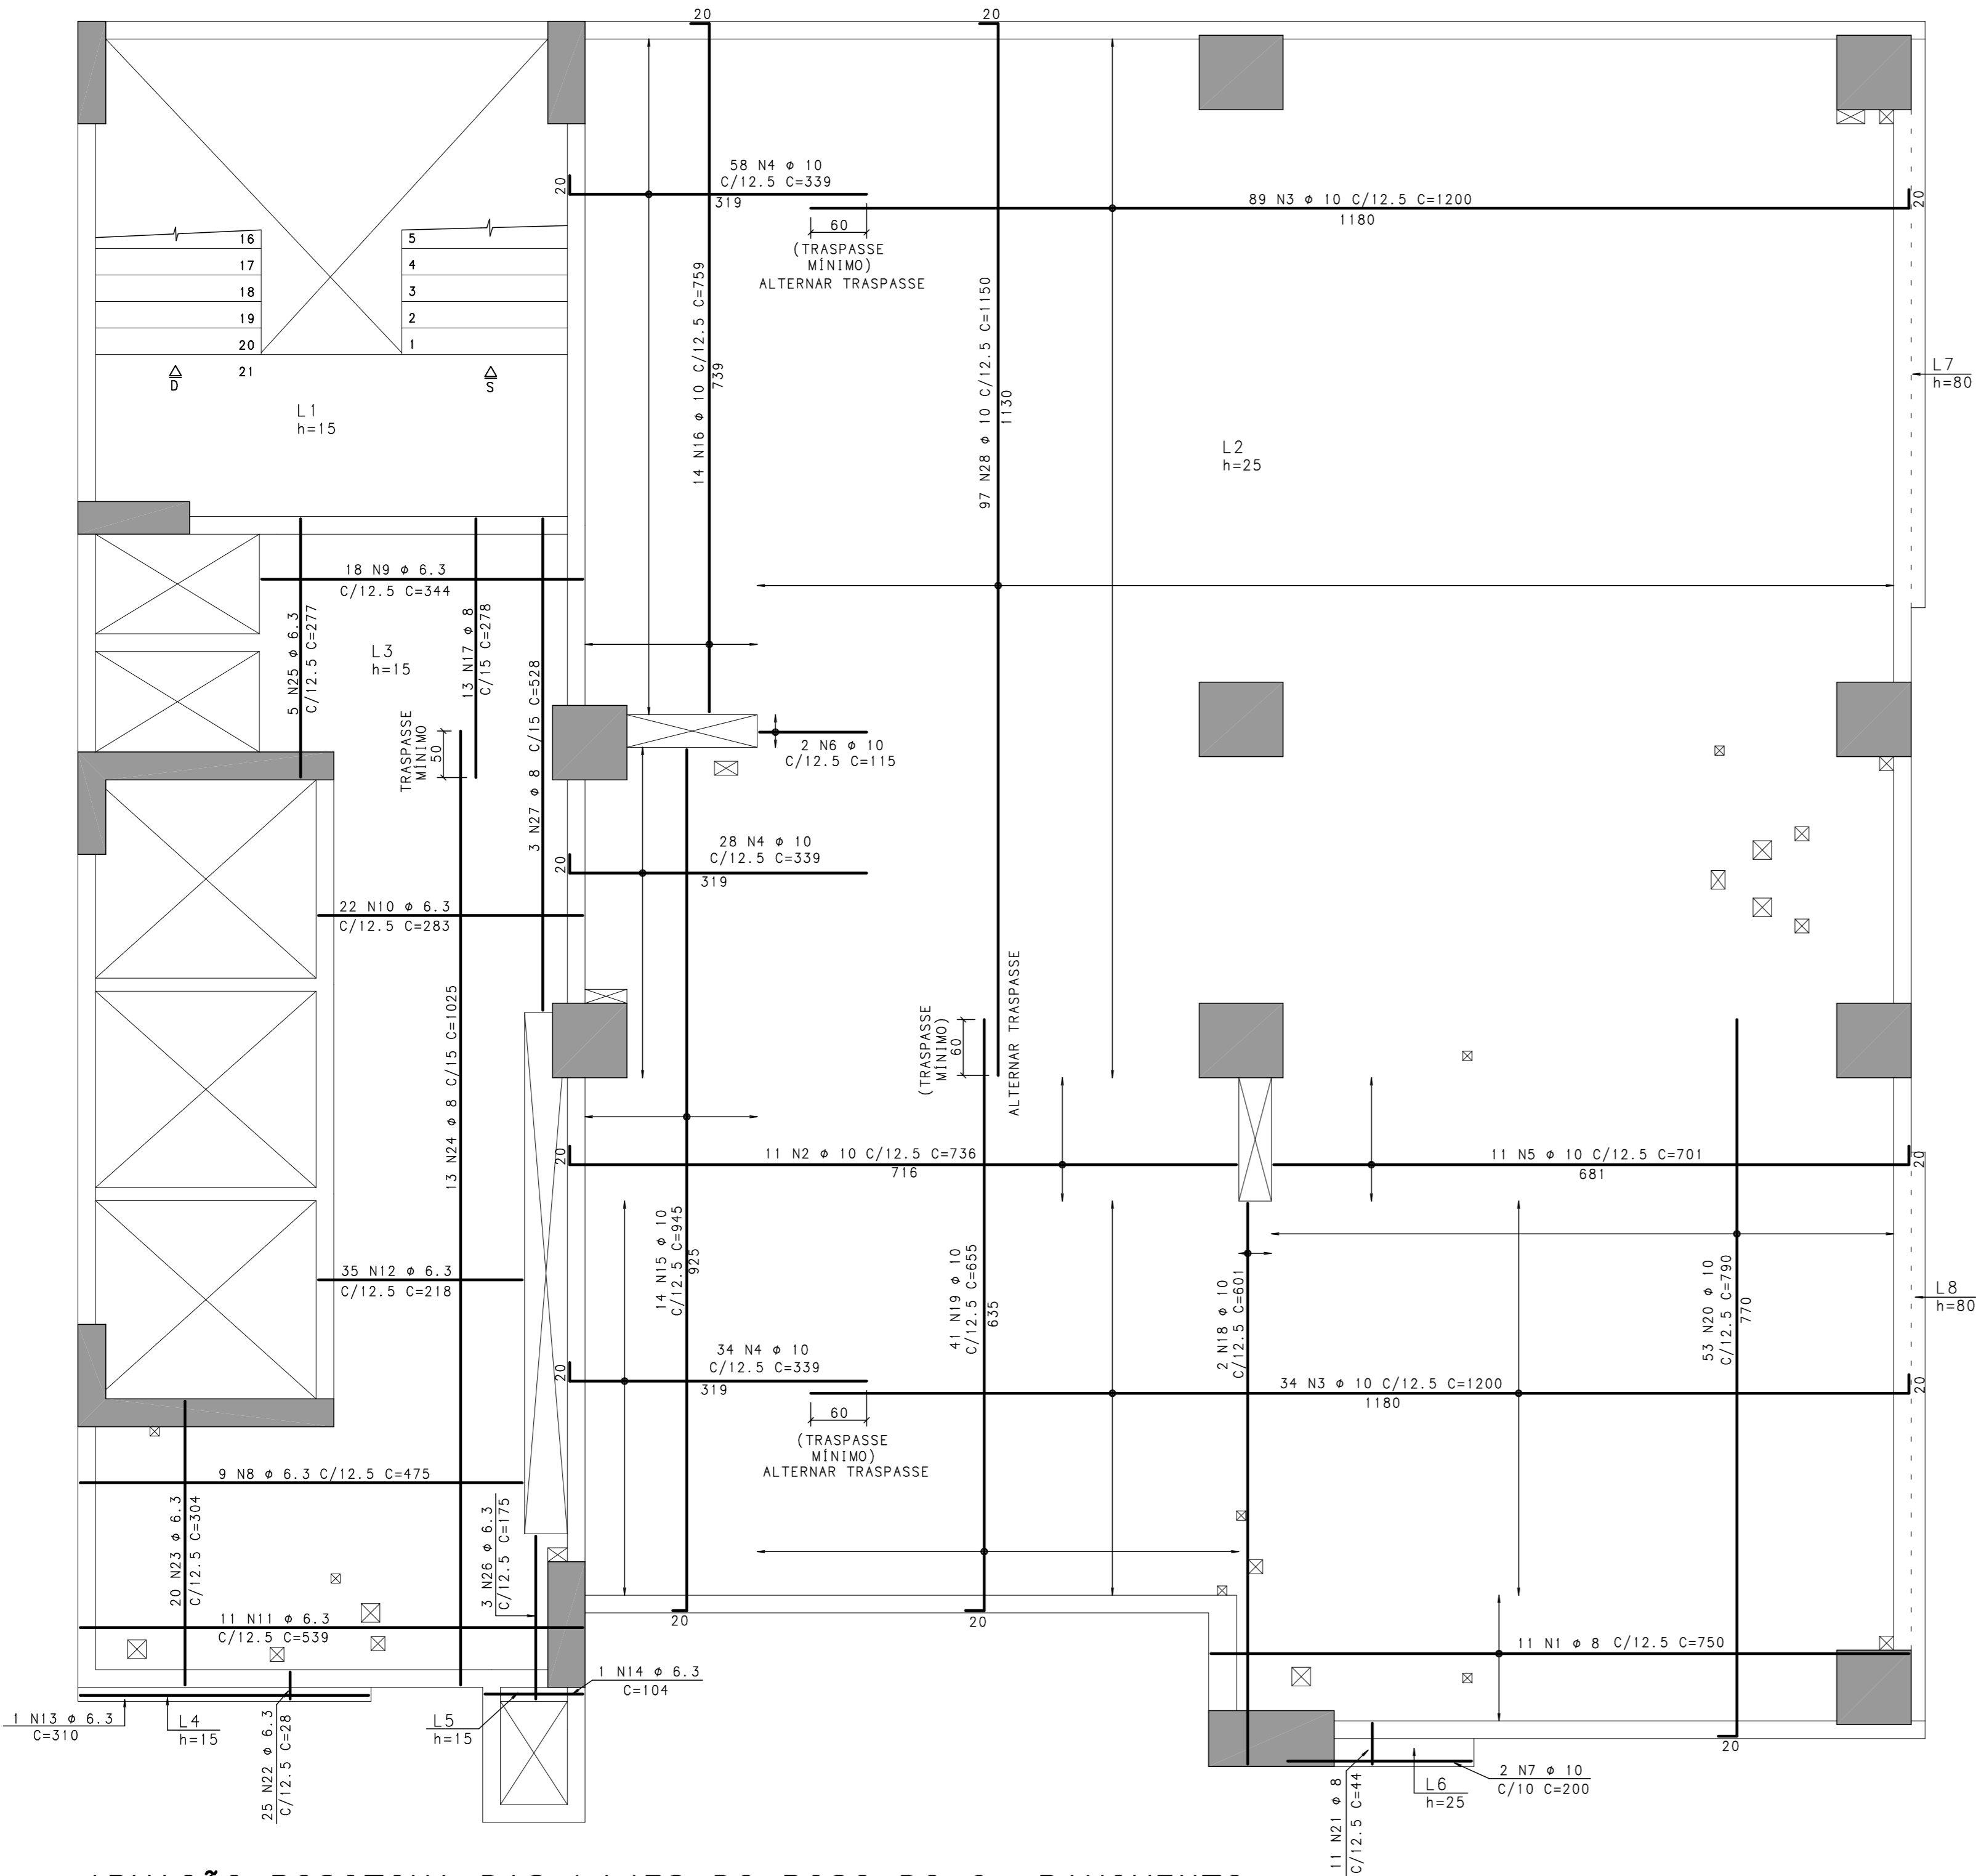 20
20
58 N4 φ 10
C/12.5 C=339
20
319
89 N3 φ 10 C/12.5 C=1200
1180
20
60
(TRASPASSE
MÍNIMO)
ALTERNAR TRASPASSE
16
17
18
19
20
21
5
4
3
2
1
D
S
L1
h=15
14 N16 φ 10 C/12.5 C=759
739
97 N28 φ 10 C/12.5 C=1150
1130
L7
h=80
L2
h=25
18 N9 φ 6.3
C/12.5 C=344
5 N25 φ 6.3
C/12.5 C=277
13 N17 φ 8
C/15 C=278
L3
h=15
3 N27 φ 8 C/15 C=528
TRASPASSE
MÍNIMO
50
2 N6 φ 10
C/12.5 C=115
28 N4 φ 10
C/12.5 C=339
20
319
22 N10 φ 6.3
C/12.5 C=283
13 N24 φ 8 C/15 C=1025
(TRASPASSE
MÍNIMO)
60
ALTERNAR TRASPASSE
20
11 N2 φ 10 C/12.5 C=736
716
11 N5 φ 10 C/12.5 C=701
681
20
35 N12 φ 6.3
C/12.5 C=218
14 N15 φ 10
C/12.5 C=945
925
41 N19 φ 10
C/12.5 C=655
635
2 N18 φ 10
C/12.5 C=601
53 N20 φ 10
C/12.5 C=790
770
L8
h=80
34 N4 φ 10
C/12.5 C=339
20
319
34 N3 φ 10 C/12.5 C=1200
1180
20
60
(TRASPASSE
MÍNIMO)
ALTERNAR TRASPASSE
9 N8 φ 6.3 C/12.5 C=475
20 N23 φ 6.3
C/12.5 C=304
3 N26 φ 6.3
C/12.5 C=175
11 N11 φ 6.3
C/12.5 C=539
20
20
11 N1 φ 8 C/12.5 C=750
1 N14 φ 6.3
C=104
1 N13 φ 6.3
C=310
L4
h=15
25 N22 φ 6.3
C/12.5 C=28
L5
h=15
20
11 N21 φ 8
C/12.5 C=44
L6
h=25
2 N7 φ 10
C/10 C=200